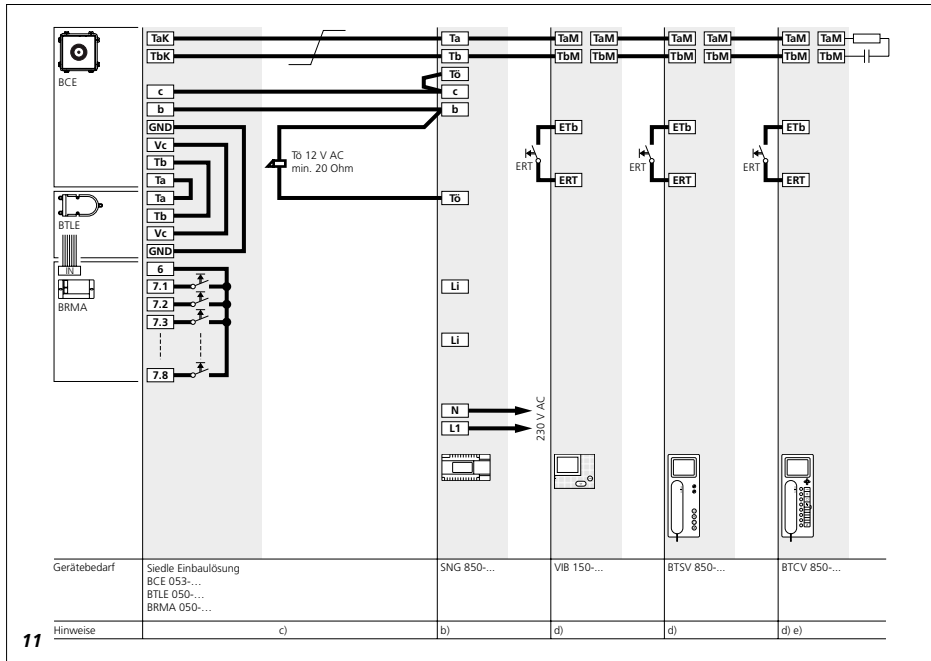 TaK Ta TaM TaM TaM TaM TaM TaM
TbK Tb TbM TbM TbM TbM TbM TbM
Tö
BCE
c c
b b
GND ETb ETb ETb
Vc
Tö 12 V AC
min. 20 Ohm
Tb
ERT ERT ERT
Ta ERT ERT ERT
Ta Tö
Tb
BTLE
Vc
GND
IN 6
7.1 Li
BRMA
7.2
7.3
Li
7.8
N
L1
230 V AC
Gerätebedarf Siedle Einbaulösung SNG 850-... VIB 150-... BTSV 850-... BTCV 850-...
BCE 053-...
BTLE 050-...
BRMA 050-...
Hinweise c) b) d) d) d) e)
11